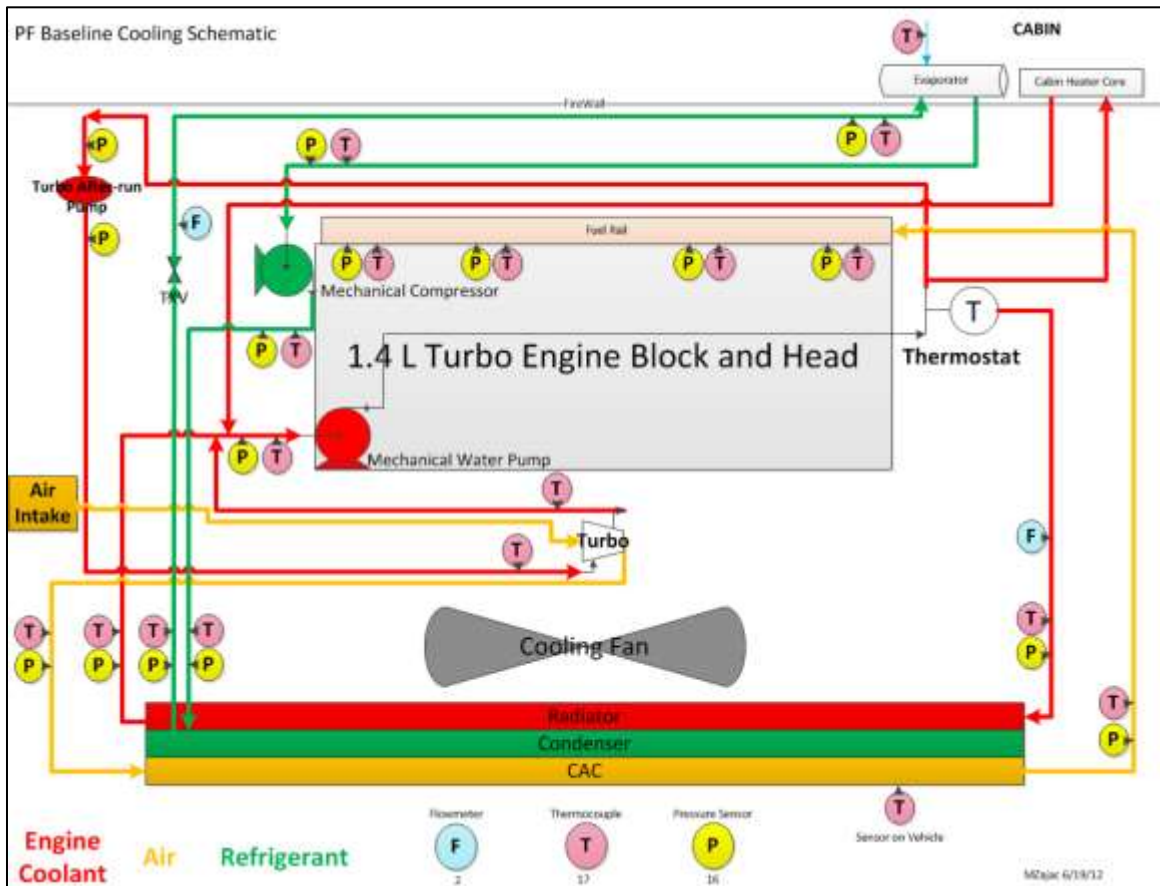 PF Baseline Cooling Schematic
CABIN
T
Evaporator
Cabin Heater Core
FireWall
P
P T
P T
Turbo After-run
Pump
F
P
Fuel Rail
P T P T P T P T
Mechanical Compressor
T
P T
1.4 L Turbo Engine Block and Head
Thermostat
P T
Mechanical Water Pump
Air
Intake
T
Turbo
T
F
T T T T
P P P P
Cooling Fan
T
P
Radiator
Condenser
CAC
T
P
T
Sensor on Vehicle
Engine
Coolant
Air
Refrigerant
Flowmeter
F
2
Thermocouple
T
17
Pressure Sensor
P
16
MZajac 6/19/12